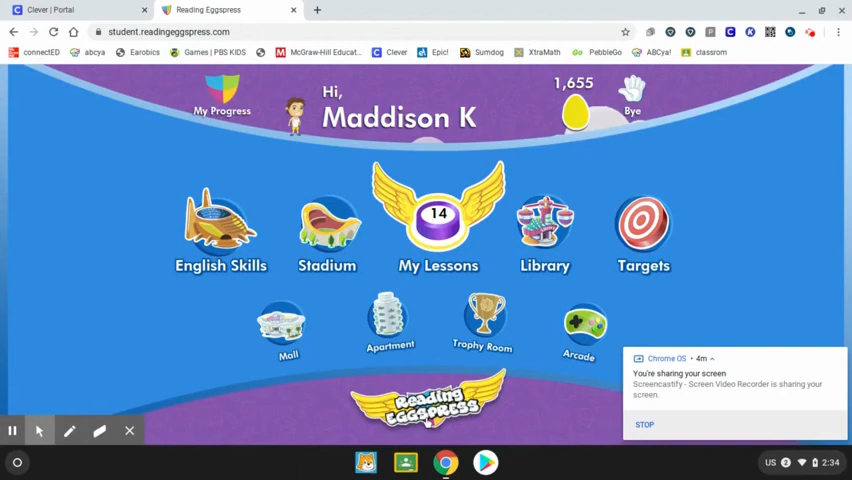 Clever | Portal
Reading Eggspress
student.readingeggspress.com
connectED
abcya
Earobics
Games | PBS KIDS
McGraw-Hill Educat...
Clever
Epic!
Sumdog
XtraMath
PebbleGo
ABCya!
classrom
My Progress
Hi,
Maddison K
1,655
Bye
14
English Skills
Stadium
My Lessons
Library
Targets
Mall
Apartment
Trophy Room
Arcade
Reading
EGGSPRESS
Chrome OS • 4m
You're sharing your screen
Screencastify - Screen Video Recorder is sharing your
screen.
STOP
US 2 2:34